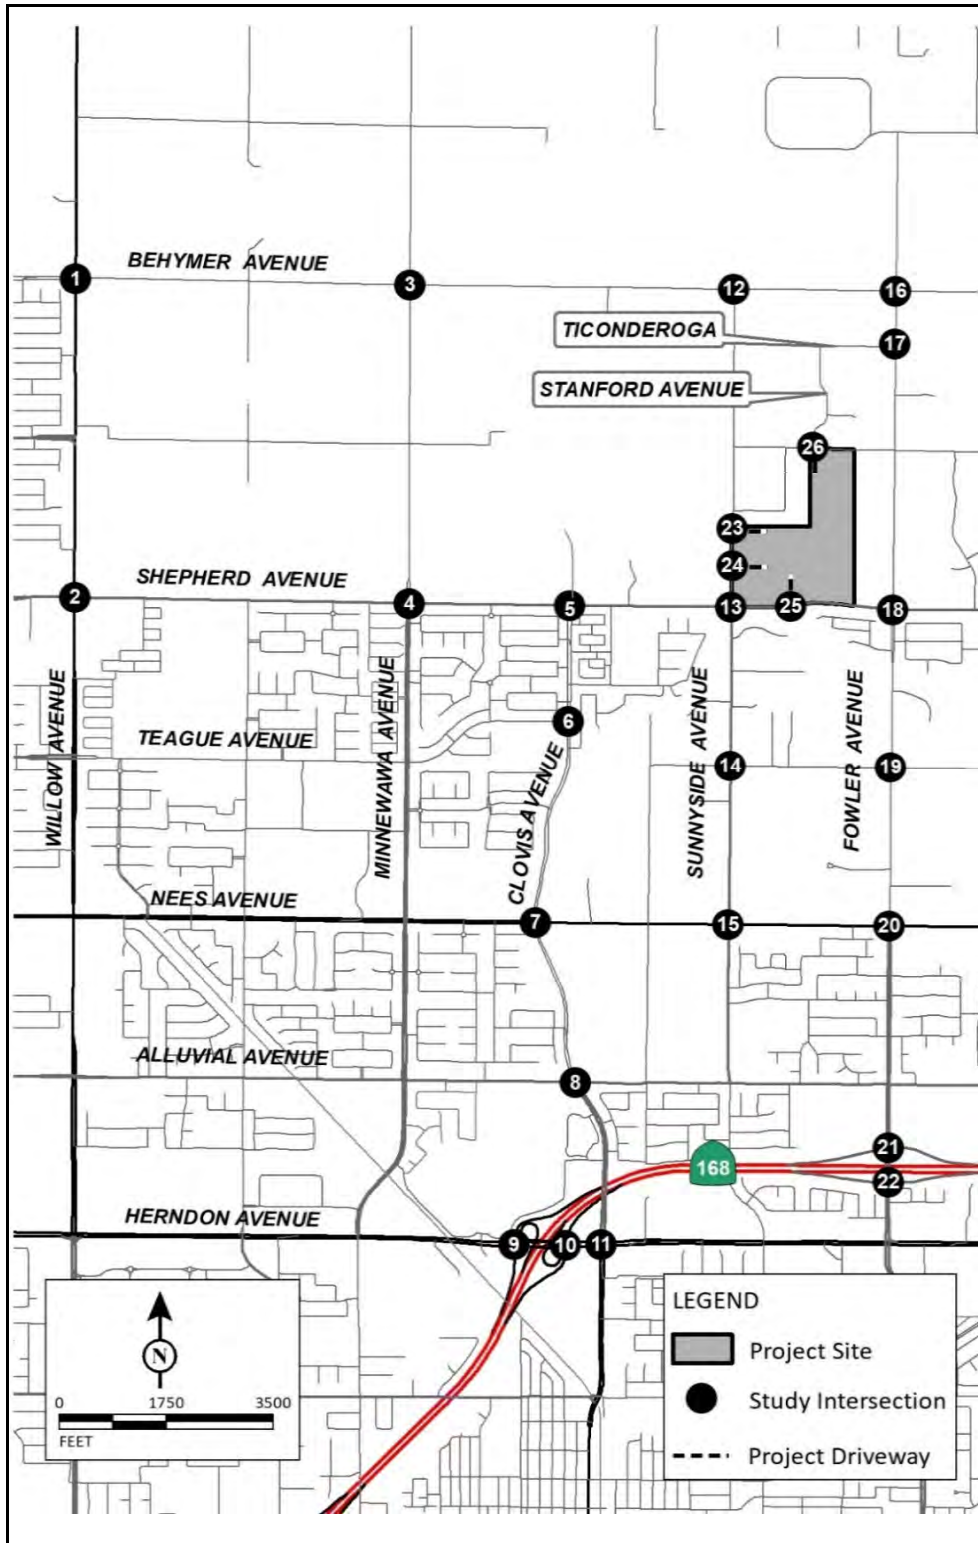 BEHYMER AVENUE
1
3
12
16
TICONDEROGA
17
STANFORD AVENUE
26
23
24
SHEPHERD AVENUE
2
4
5
13
25
18
WILLOW AVENUE
MINNEWAWA AVENUE
6
CLOVIS AVENUE
SUNNYSIDE AVENUE
FOWLER AVENUE
TEAGUE AVENUE
14
19
NEES AVENUE
7
15
20
ALLUVIAL AVENUE
8
21
168
22
HERNDON AVENUE
9
10
11
N
0 1750 3500
FEET
LEGEND
Project Site
Study Intersection
Project Driveway